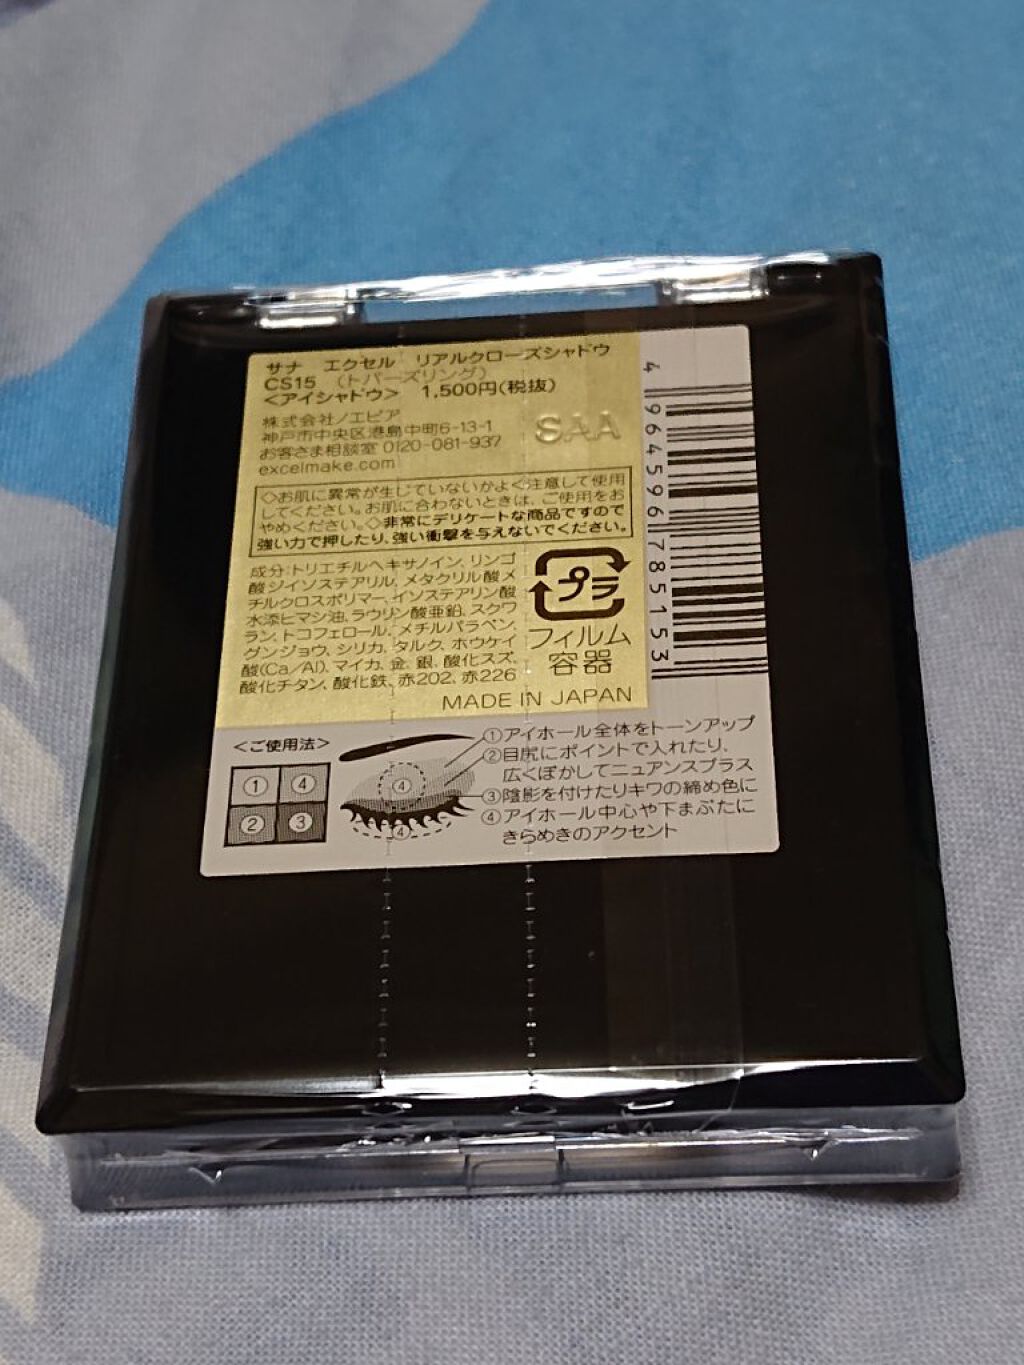 サナ エクセル リアルクローズシャドウ
CS15 (トパーズリング)
<アイシャドウ> 1,500円(税抜)
株式会社ノエビア
神戸市中央区港島中町6-13-1
お客さま相談室 0120-081-937
excelmake.com
SAA
◇お肌に異常が生じていないかよく注意して使用
してください。お肌に合わないときは、ご使用をお
やめください。◇非常にデリケートな商品ですので
強い力で押したり、強い衝撃を与えないでください。
成分:トリエチルヘキサノイン、リンゴ
酸ジイソステアリル、メタクリル酸メ
チルクロスポリマー、イソステアリン酸
水添ヒマシ油、ラウリン酸亜鉛、スクワ
ラン、トコフェロール、メチルパラベン、
グンジョウ、シリカ、タルク、ホウケイ
酸(Ca/Al)、マイカ、金、銀、酸化スズ、
酸化チタン、酸化鉄、赤202、赤226
プラ
フィルム
容器
MADE IN JAPAN
4 964596 785153
<ご使用法>
① ④
② ③
④
④
①アイホール全体をトーンアップ
②目尻にポイントで入れたり、
広くぼかしてニュアンスプラス
③陰影を付けたりキワの締め色に
④アイホール中心や下まぶたに
きらめきのアクセント